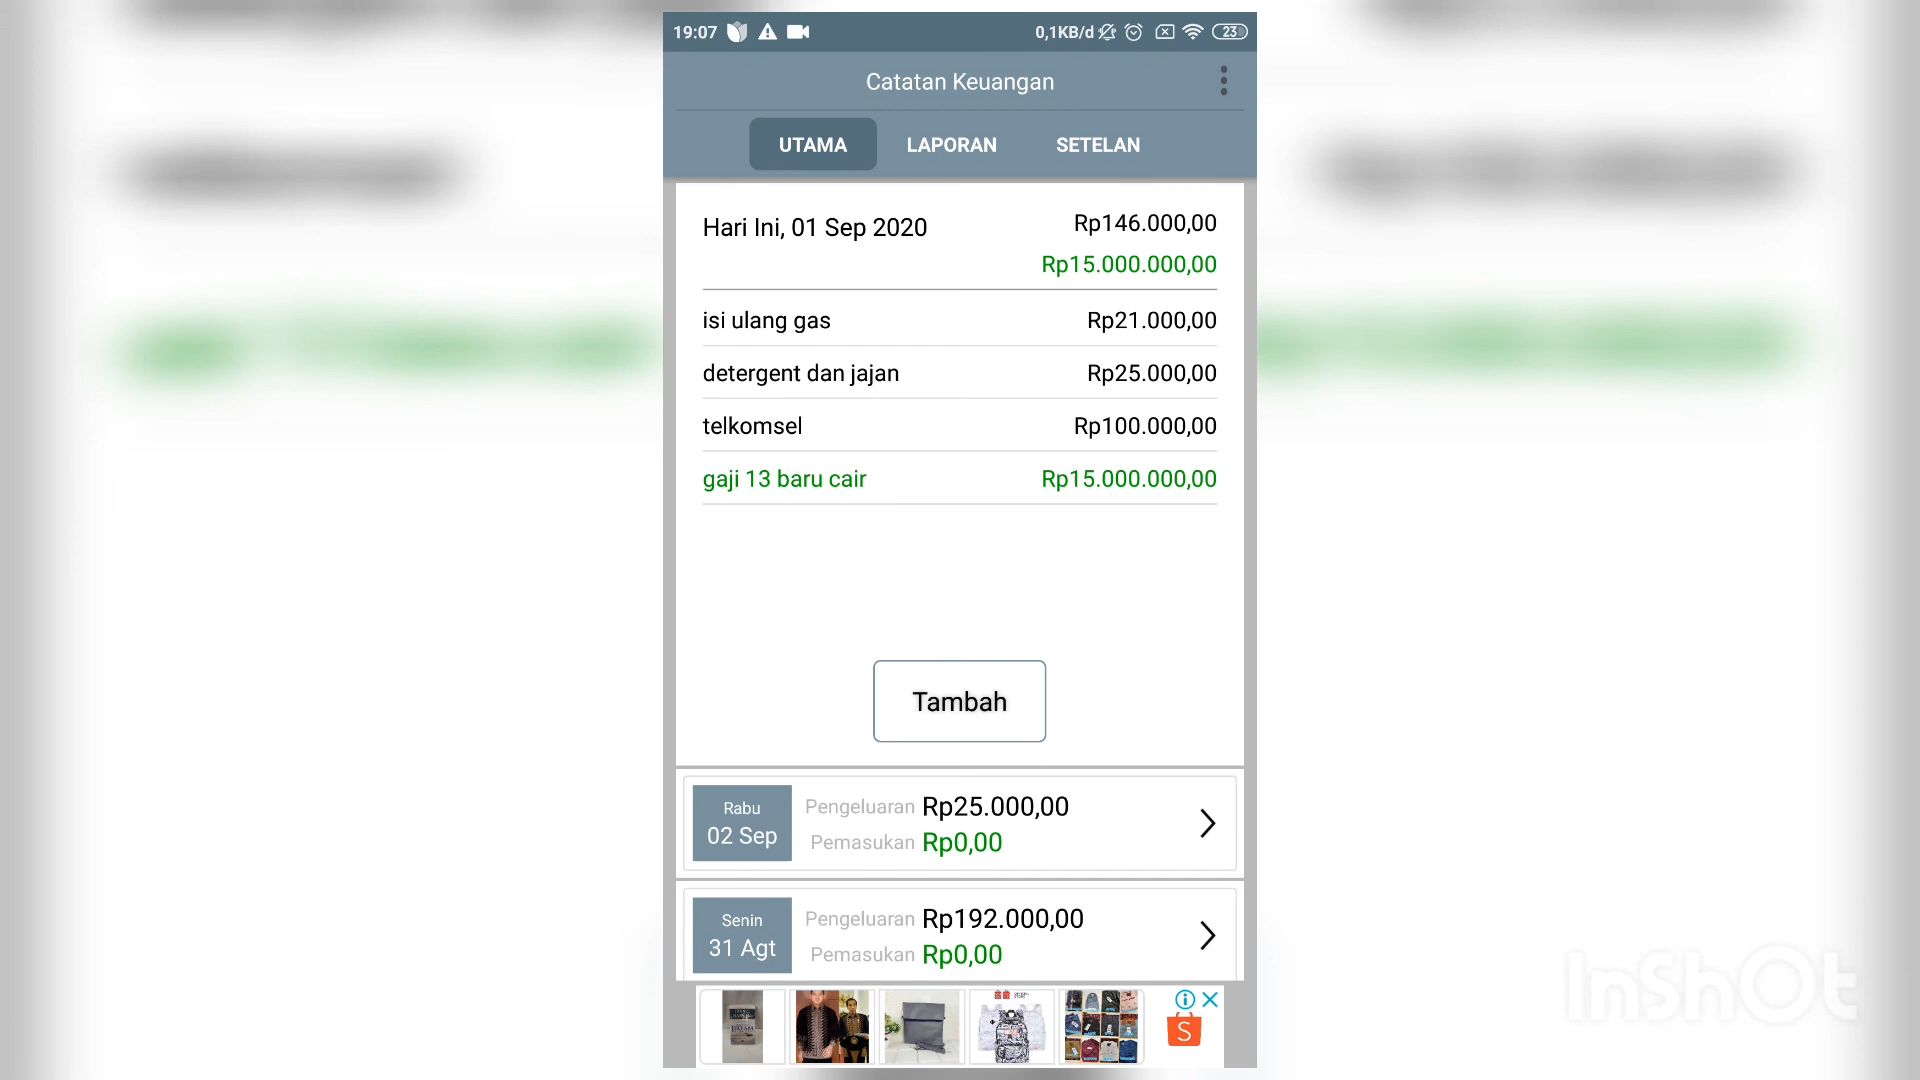 19:07 0,1KB/d 23
Catatan Keuangan
UTAMA LAPORAN SETELAN
Hari Ini, 01 Sep 2020 Rp146.000,00
Rp15.000.000,00
isi ulang gas Rp21.000,00
detergent dan jajan Rp25.000,00
telkomsel Rp100.000,00
gaji 13 baru cair Rp15.000.000,00
Tambah
Rabu
02 Sep
Pengeluaran Rp25.000,00
Pemasukan Rp0,00
Senin
31 Agt
Pengeluaran Rp192.000,00
Pemasukan Rp0,00
InShOt